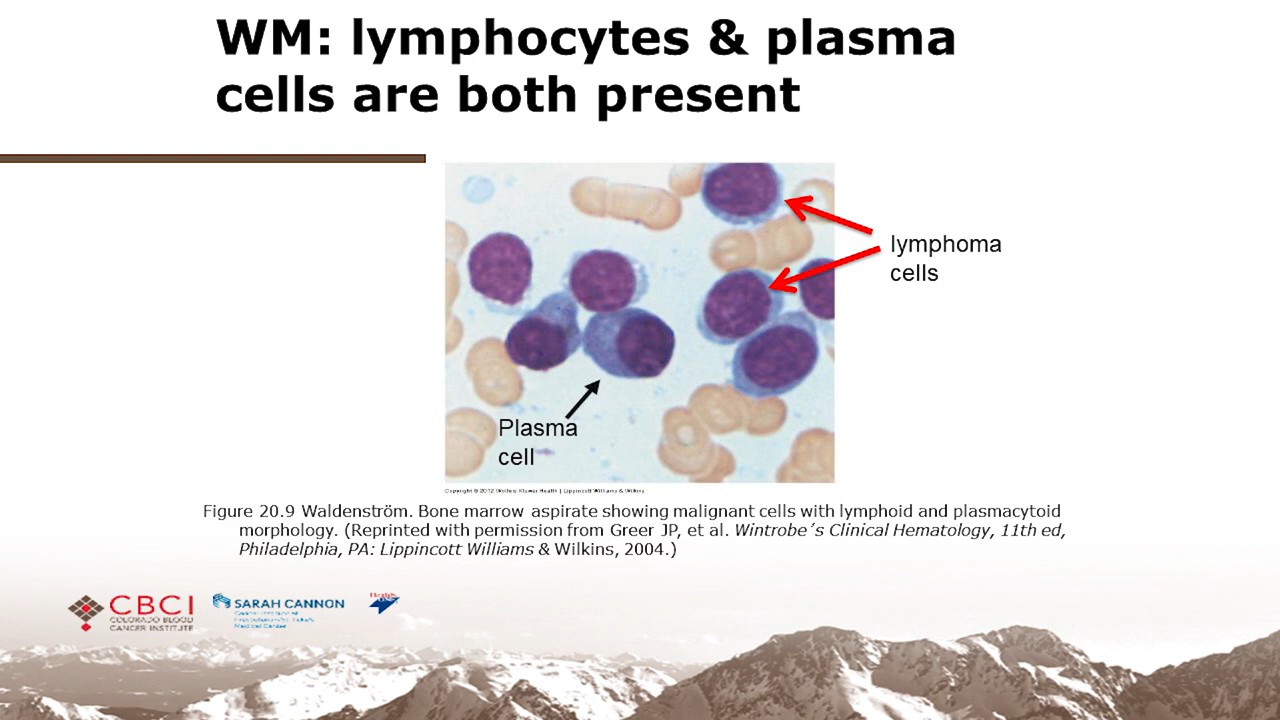 WM: lymphocytes & plasma
cells are both present
lymphoma
cells
Plasma
cell
Copyright © 2012 Wolters Kluwer Health | Lippincott Williams & Wilkins
Figure 20.9 Waldenström. Bone marrow aspirate showing malignant cells with lymphoid and plasmacytoid
morphology. (Reprinted with permission from Greer JP, et al. Wintrobe´s Clinical Hematology, 11th ed,
Philadelphia, PA: Lippincott Williams & Wilkins, 2004.)
CBCI
COLORADO BLOOD
CANCER INSTITUTE
SARAH CANNON
Medical Center